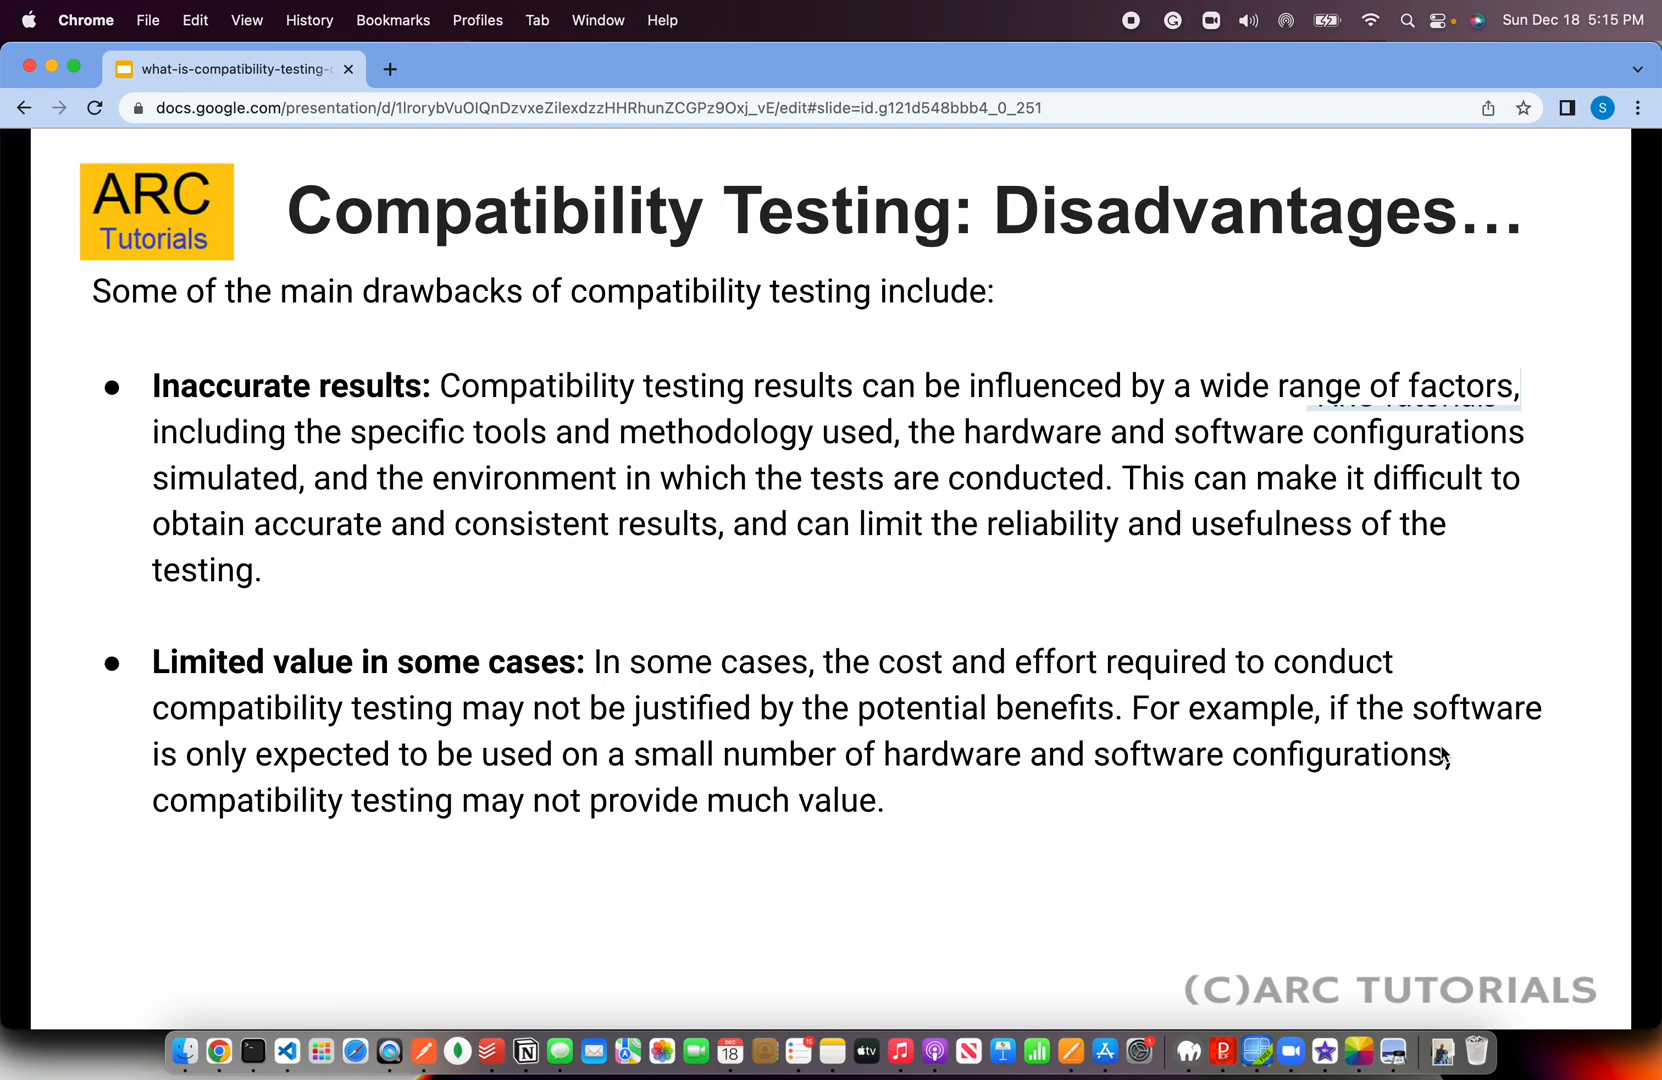 Chrome File Edit View History Bookmarks Profiles Tab Window Help Sun Dec 18 5:15 PM
what-is-compatibility-testing-
docs.google.com/presentation/d/1lrorybVuOlQnDzvxeZilexdzzHHRhunZCGPz9Oxj_vE/edit#slide=id.g121d548bbb4_0_251 S
ARC
Tutorials
Compatibility Testing: Disadvantages...
Some of the main drawbacks of compatibility testing include:
● Inaccurate results: Compatibility testing results can be influenced by a wide range of factors,
including the specific tools and methodology used, the hardware and software configurations
simulated, and the environment in which the tests are conducted. This can make it difficult to
obtain accurate and consistent results, and can limit the reliability and usefulness of the
testing.
● Limited value in some cases: In some cases, the cost and effort required to conduct
compatibility testing may not be justified by the potential benefits. For example, if the software
is only expected to be used on a small number of hardware and software configurations,
compatibility testing may not provide much value.
(C)ARC TUTORIALS
DEC
18
tv